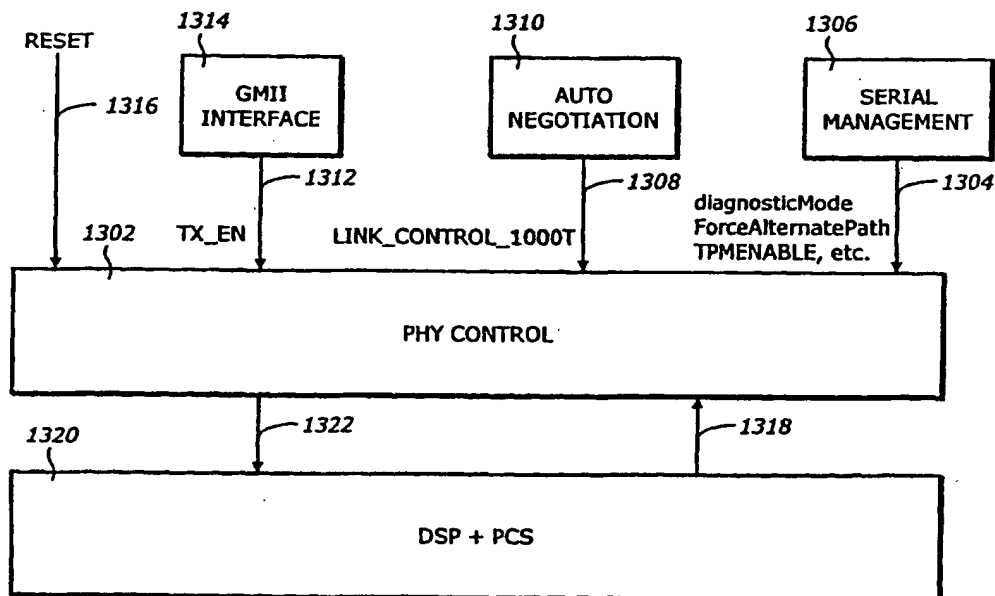 1314
1310
1306
RESET
GMII
INTERFACE
AUTO
NEGOTIATION
SERIAL
MANAGEMENT
1316
1312
1308
1304
1302
TX_EN
LINK_CONTROL_1000T
diagnosticMode
ForceAlternatePath
TPMENABLE, etc.
PHY CONTROL
1320
1322
1318
DSP + PCS